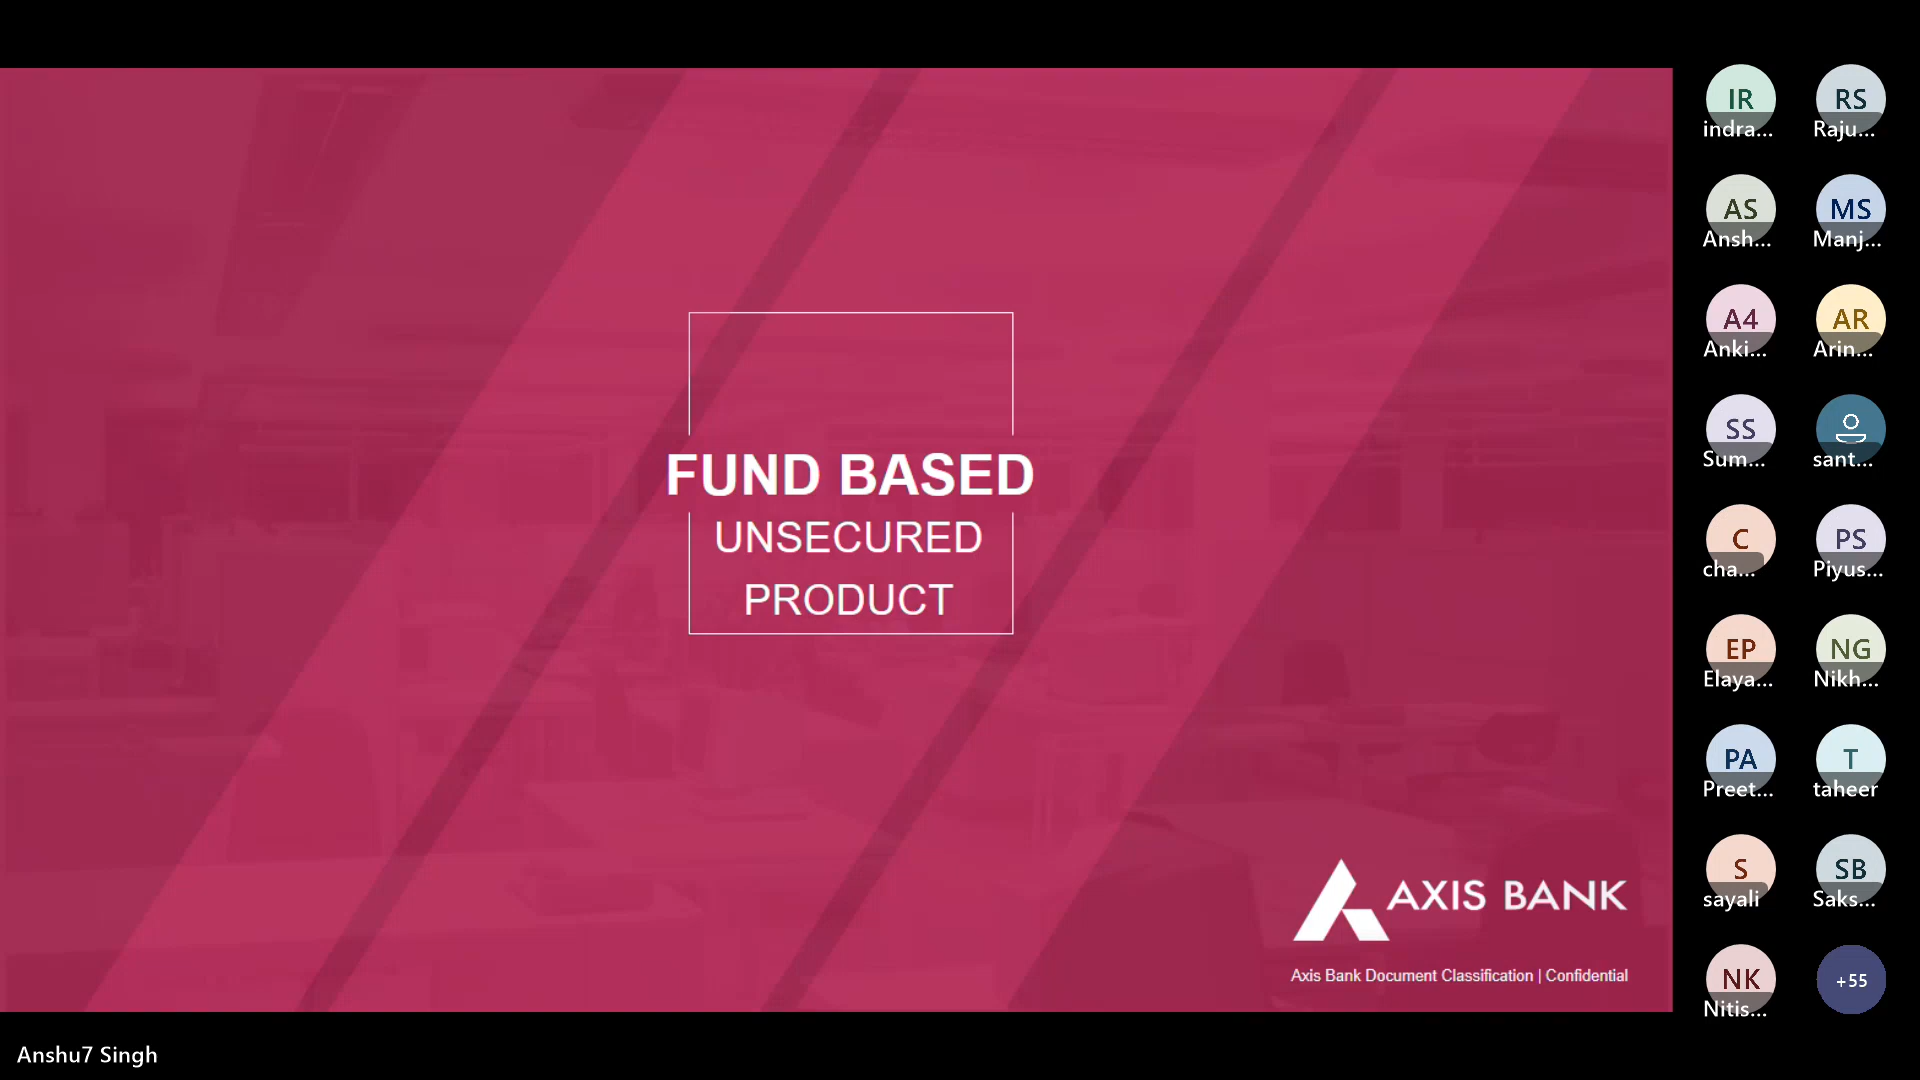 FUND BASED
UNSECURED
PRODUCT
AXIS BANK
Axis Bank Document Classification | Confidential
IR
indra...
RS
Raju...
AS
Ansh...
MS
Manj...
A4
Anki...
AR
Arin...
SS
Sum...
sant...
C
cha...
PS
Piyus...
EP
Elaya...
NG
Nikh...
PA
Preet...
T
taheer
S
sayali
SB
Saks...
NK
Nitis...
+55
Anshu7 Singh